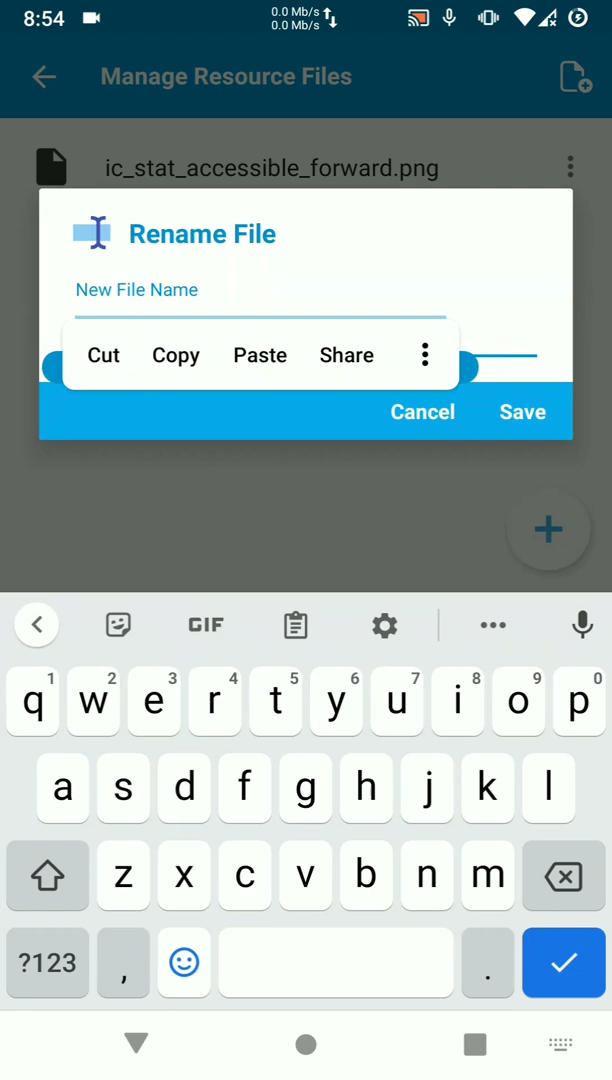 8:54
0.0 Mb/s
0.0 Mb/s
Manage Resource Files
ic_stat_accessible_forward.png
Rename File
New File Name
Cut Copy Paste Share
Cancel Save
GIF
1 2 3 4 5 6 7 8 9 0
q w e r t y u i o p
a s d f g h j k l
z x c v b n m
?123 , .